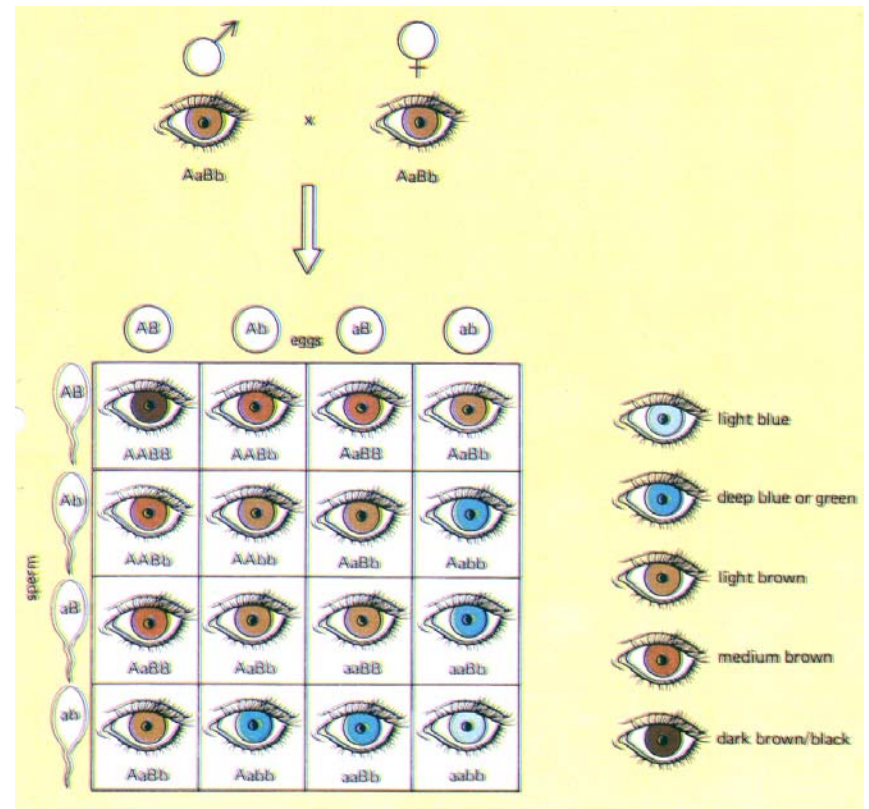 x
AaBb AaBb
AB Ab eggs aB ab
AB
AABB AABb AaBB AaBb
Ab
AABb AAbb AaBb Aabb
sperm
aB
AaBB AaBb aaBB aaBb
ab
AaBb Aabb aaBb aabb
light blue
deep blue or green
light brown
medium brown
dark brown/black